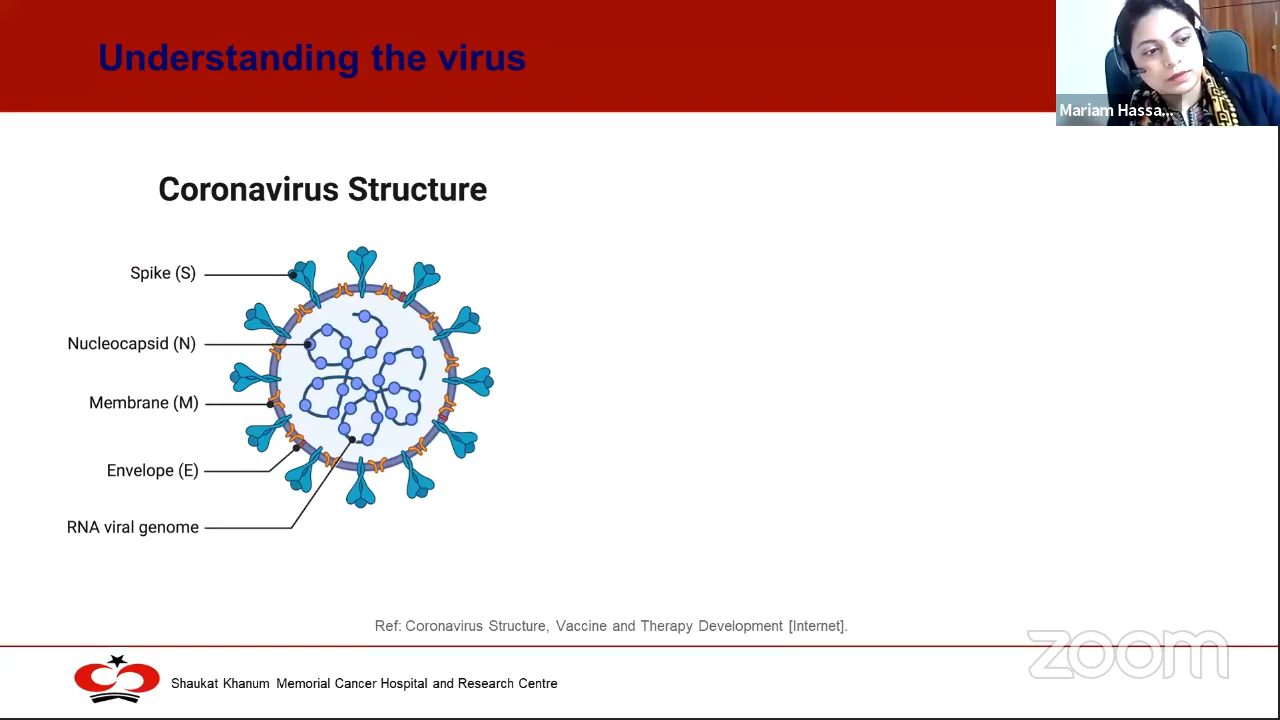 Understanding the virus
Mariam Hassa...
Coronavirus Structure
Spike (S)
Nucleocapsid (N)
Membrane (M)
Envelope (E)
RNA viral genome
Ref: Coronavirus Structure, Vaccine and Therapy Development [Internet].
zoom
Shaukat Khanum Memorial Cancer Hospital and Research Centre